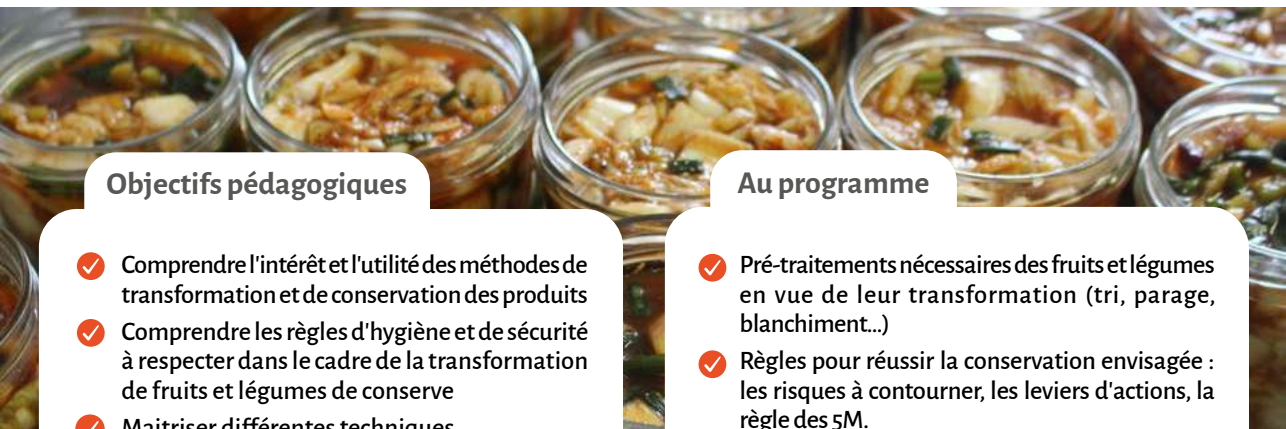 Objectifs pédagogiques
Comprendre l'intérêt et l'utilité des méthodes de
transformation et de conservation des produits
Comprendre les règles d'hygiène et de sécurité
à respecter dans le cadre de la transformation
de fruits et légumes de conserve
Maitriser différentes techniques
Au programme
Pré-traitements nécessaires des fruits et légumes
en vue de leur transformation (tri, parage,
blanchiment...)
Règles pour réussir la conservation envisagée :
les risques à contourner, les leviers d'actions, la
règle des 5M.